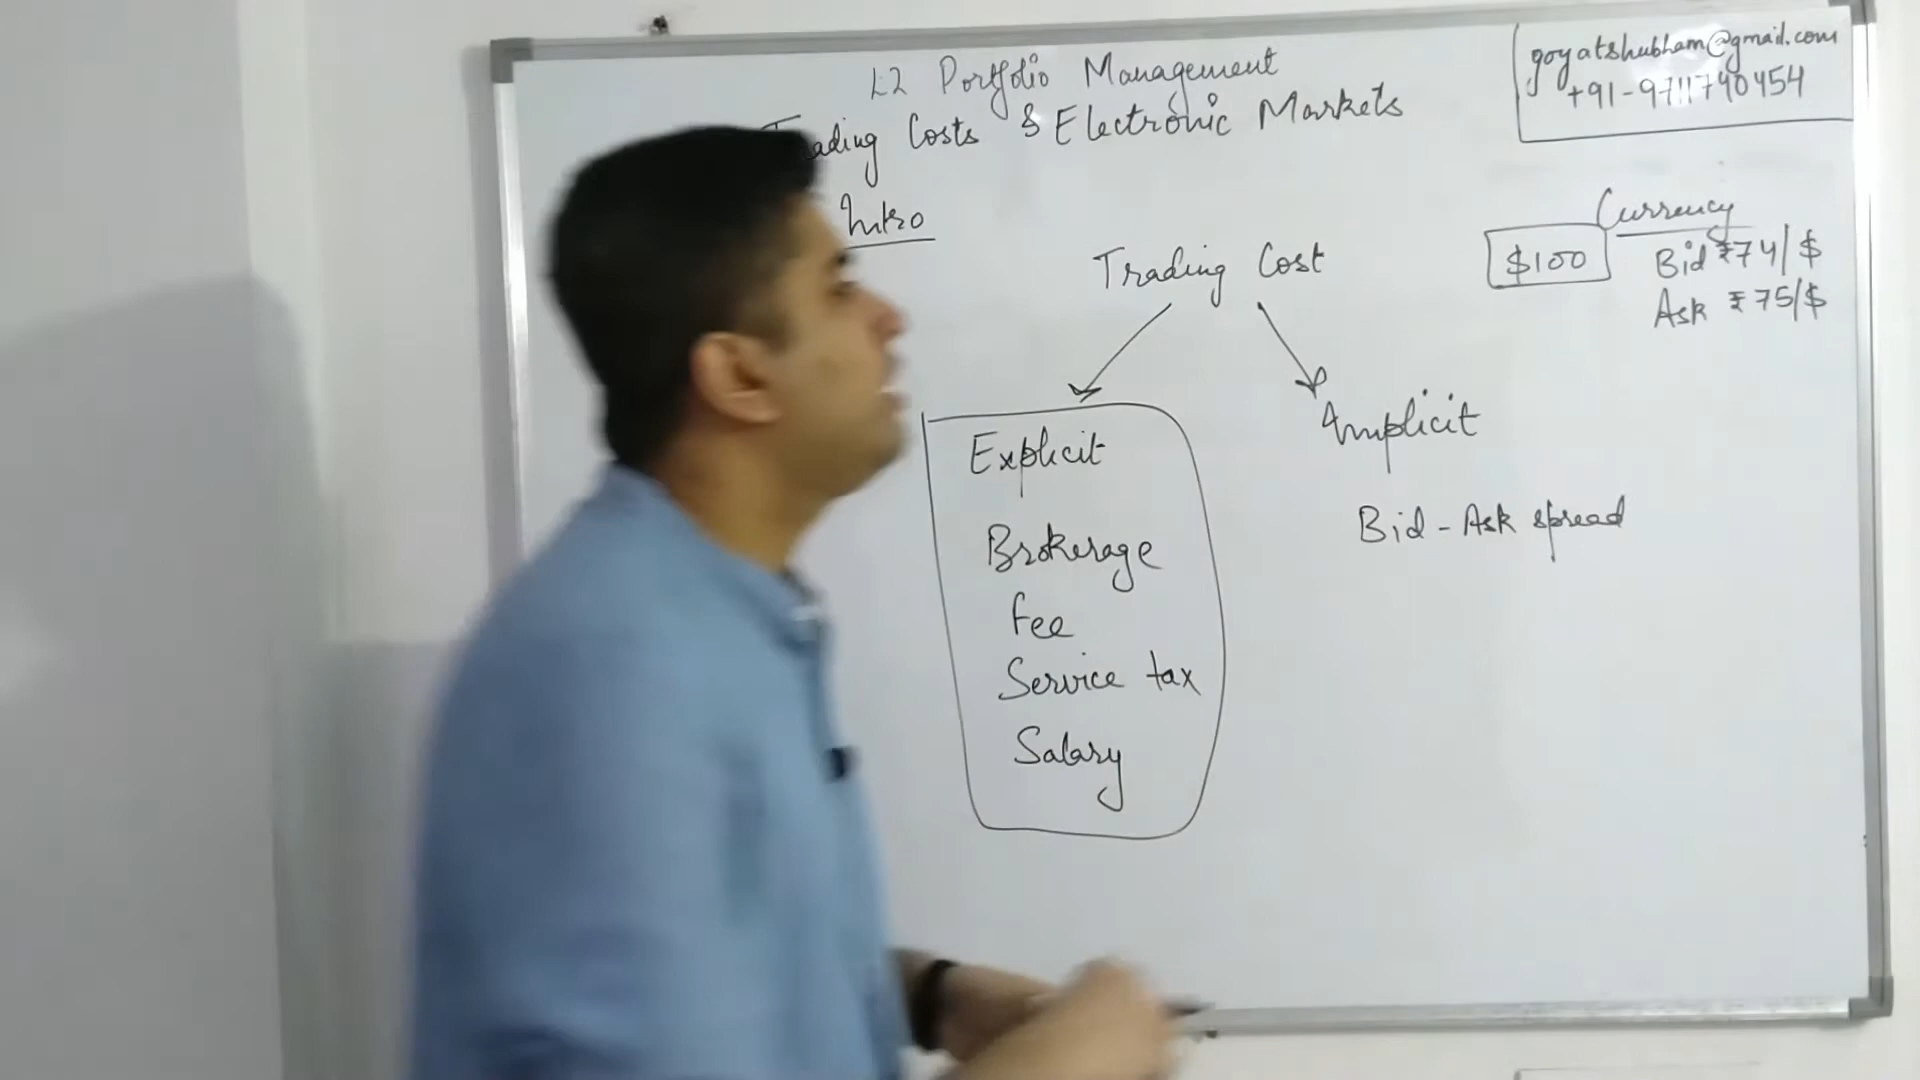 L2 Portfolio Management
Trading Costs & Electronic Markets
goyatshubham@gmail.com
+91-9711740454
Intro
Trading Cost
Currency
$100
Bid ₹74/$
Ask ₹75/$
Explicit
Brokerage
fee
Service tax
Salary
Implicit
Bid-Ask spread